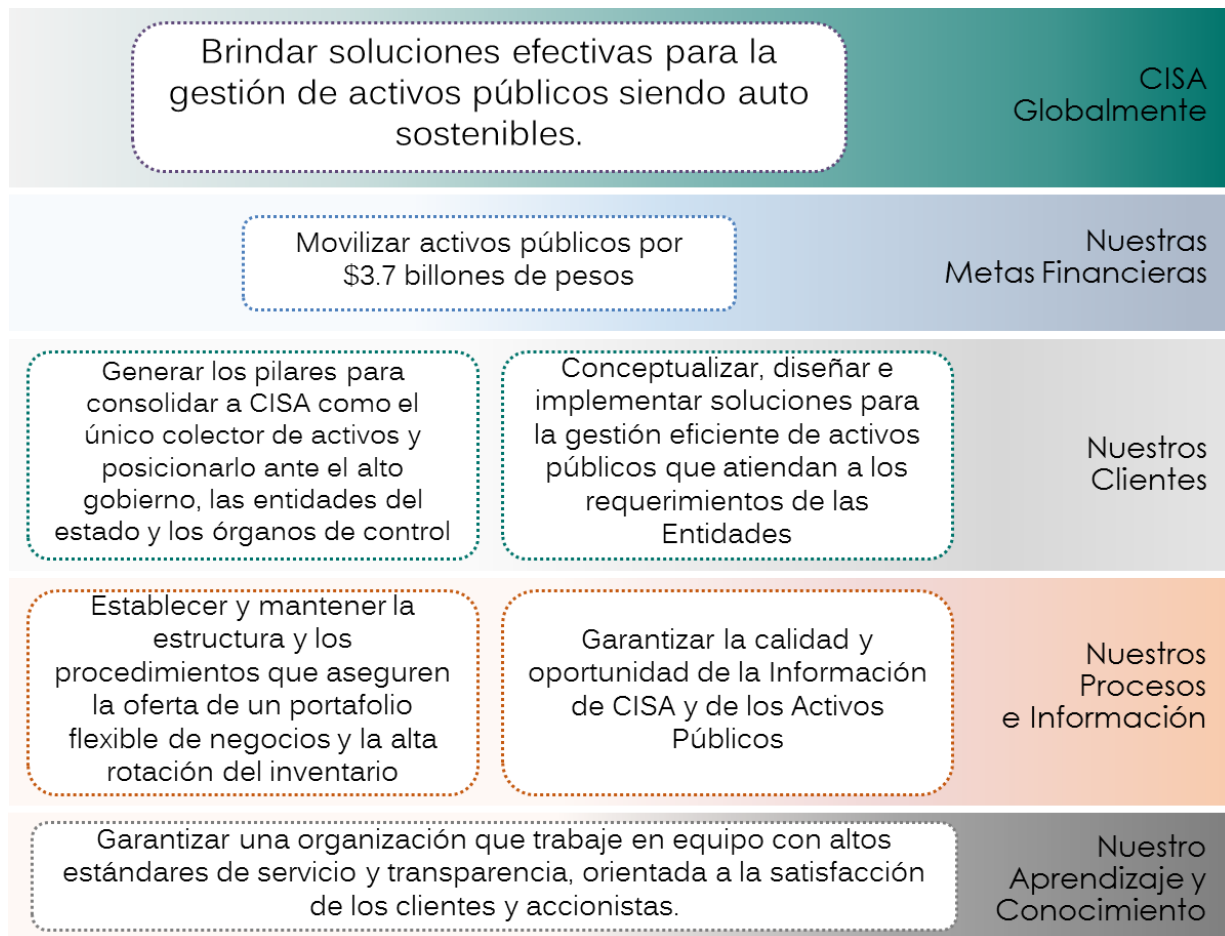 Brindar soluciones efectivas para la
gestión de activos públicos siendo auto
sostenibles.
CISA
Globalmente
Movilizar activos públicos por
$3.7 billones de pesos
Nuestras
Metas Financieras
Generar los pilares para
consolidar a CISA como el
único colector de activos y
posicionarlo ante el alto
gobierno, las entidades del
estado y los órganos de control
Conceptualizar, diseñar e
implementar soluciones para
la gestión eficiente de activos
públicos que atiendan a los
requerimientos de las
Entidades
Nuestros
Clientes
Establecer y mantener la
estructura y los
procedimientos que aseguren
la oferta de un portafolio
flexible de negocios y la alta
rotación del inventario
Garantizar la calidad y
oportunidad de la Información
de CISA y de los Activos
Públicos
Nuestros
Procesos
e Información
Garantizar una organización que trabaje en equipo con altos
estándares de servicio y transparencia, orientada a la satisfacción
de los clientes y accionistas.
Nuestro
Aprendizaje y
Conocimiento